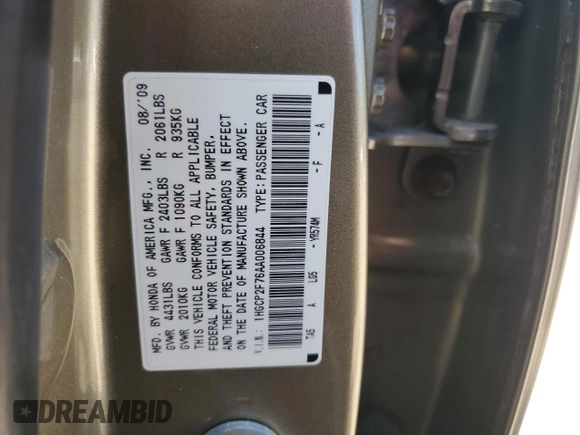 MFD. BY HONDA OF AMERICA MFG., INC. 08/'09
GVWR 4431LBS GAWR F 2403LBS R 2061LBS
GVWR 2010KG GAWR F 1090KG R 935KG
THIS VEHICLE CONFORMS TO ALL APPLICABLE
FEDERAL MOTOR VEHICLE SAFETY, BUMPER,
AND THEFT PREVENTION STANDARDS IN EFFECT
ON THE DATE OF MANUFACTURE SHOWN ABOVE.
V.I.N.: 1HGCP2F76AA006844 TYPE: PASSENGER CAR
TA5 A L05 - YR574M - F - A
DREAMBID